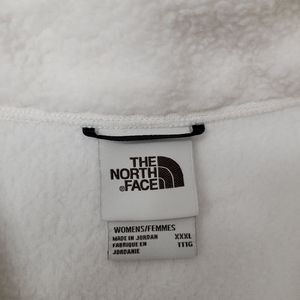 THE
NORTH
®FACE
WOMENS/FEMMES
MADE IN JORDAN XXXL
FABRIQUE EN TTTG
JORDANIE